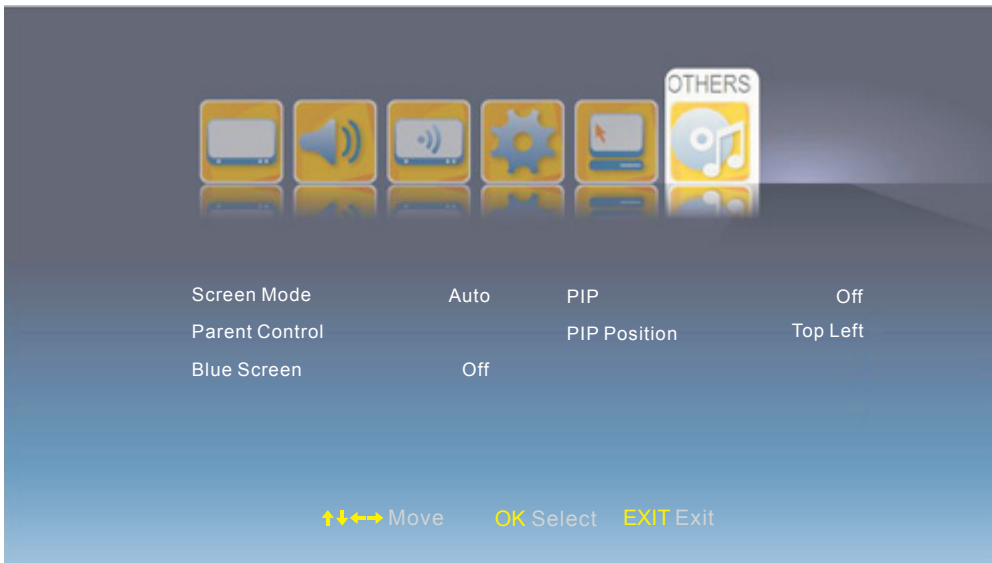 OTHERS
Screen Mode Auto PIP Off
Parent Control PIP Position Top Left
Blue Screen Off
Move OK Select EXIT Exit